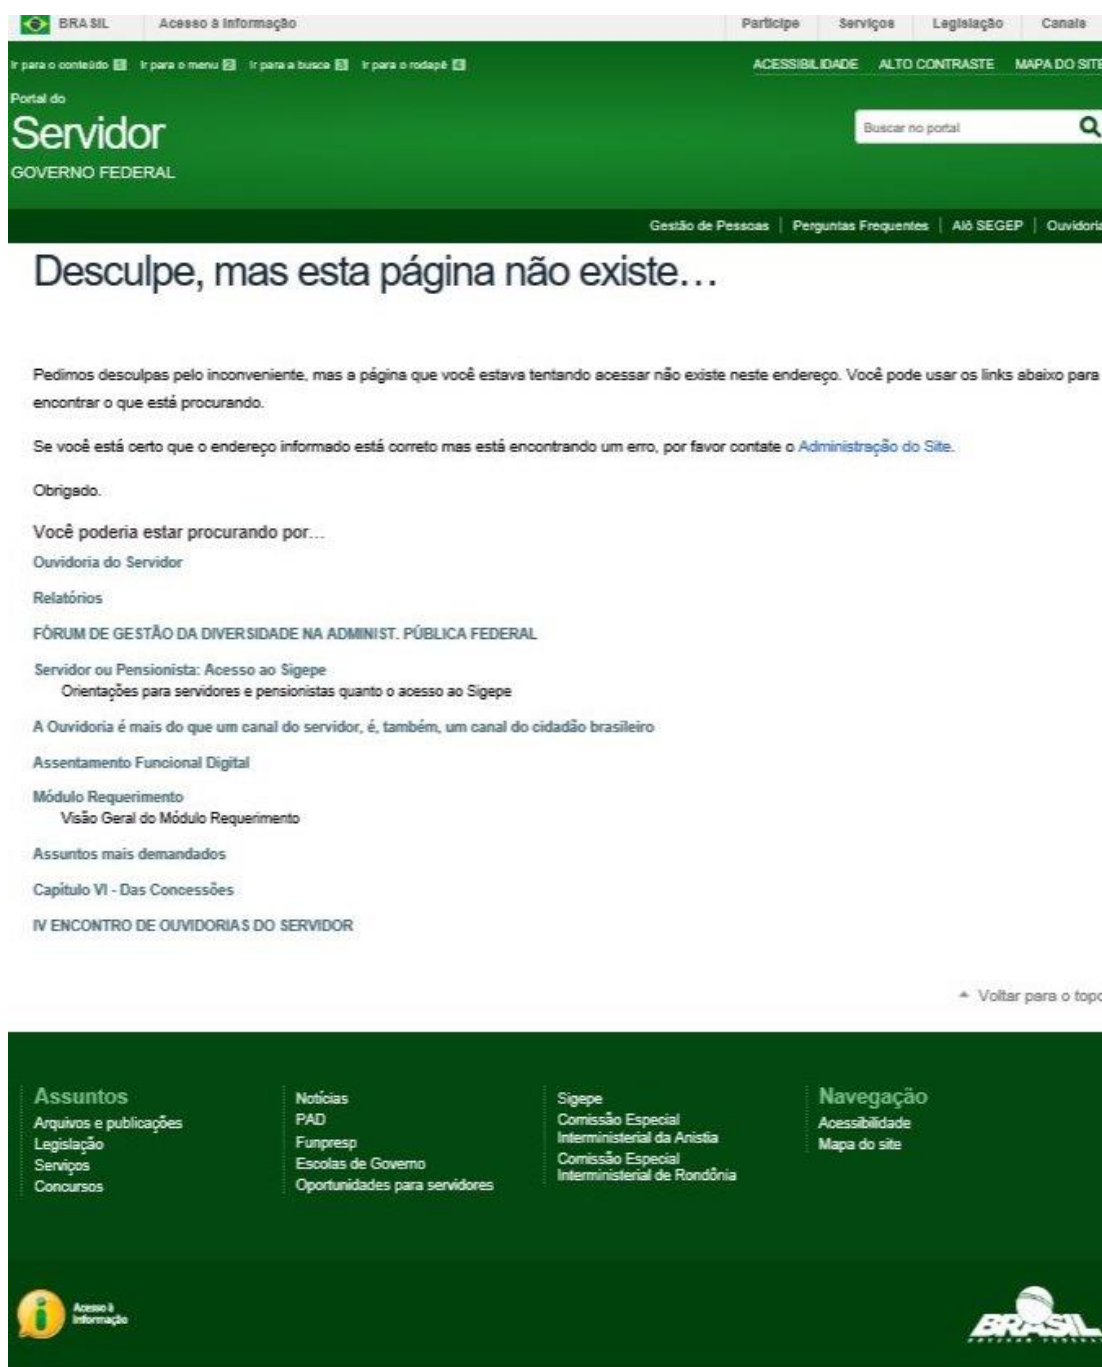 BRASIL Acesso à informação Participe Serviços Legislação Canais
Ir para o conteúdo 1 Ir para o menu 2 Ir para a busca 3 Ir para o rodapé 4 ACESSIBILIDADE ALTO CONTRASTE MAPA DO SITE
Portal do
Servidor
Buscar no portal
GOVERNO FEDERAL
Gestão de Pessoas | Perguntas Frequentes | Alô SEGEP | Ouvidoria
Desculpe, mas esta página não existe…
Pedimos desculpas pelo inconveniente, mas a página que você estava tentando acessar não existe neste endereço. Você pode usar os links abaixo para
encontrar o que está procurando.
Se você está certo que o endereço informado está correto mas está encontrando um erro, por favor contate o Administração do Site.
Obrigado.
Você poderia estar procurando por…
Ouvidoria do Servidor
Relatórios
FÓRUM DE GESTÃO DA DIVERSIDADE NA ADMINIST. PÚBLICA FEDERAL
Servidor ou Pensionista: Acesso ao Sigepe
Orientações para servidores e pensionistas quanto o acesso ao Sigepe
A Ouvidoria é mais do que um canal do servidor, é, também, um canal do cidadão brasileiro
Assentamento Funcional Digital
Módulo Requerimento
Visão Geral do Módulo Requerimento
Assuntos mais demandados
Capítulo VI - Das Concessões
IV ENCONTRO DE OUVIDORIAS DO SERVIDOR
Voltar para o topo
Assuntos
Arquivos e publicações
Legislação
Serviços
Concursos
Notícias
PAD
Funpresp
Escolas de Governo
Oportunidades para servidores
Sigepe
Comissão Especial
Interministerial da Anistia
Comissão Especial
Interministerial de Rondônia
Navegação
Acessibilidade
Mapa do site
Acesso à
Informação
BRASIL
GOVERNO FEDERAL